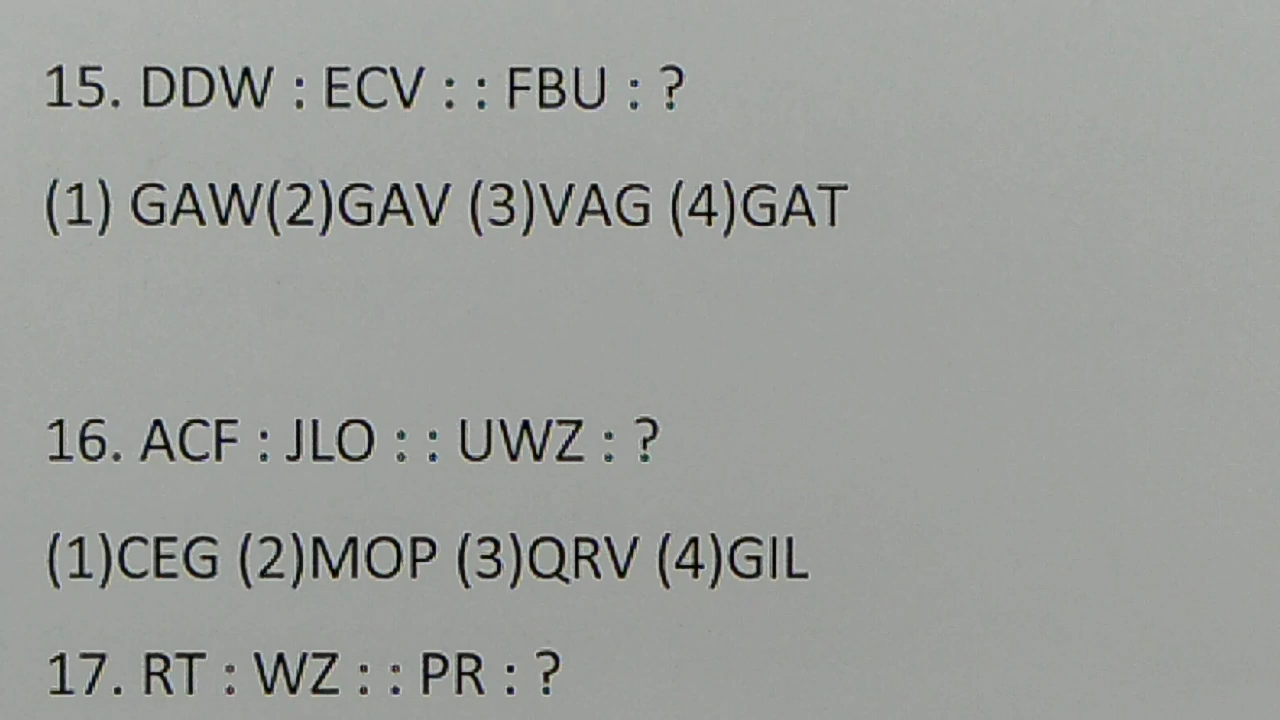 15. DDW : ECV : : FBU : ?
(1) GAW(2)GAV (3)VAG (4)GAT
16. ACF : JLO : : UWZ : ?
(1)CEG (2)MOP (3)QRV (4)GIL
17. RT : WZ : : PR : ?